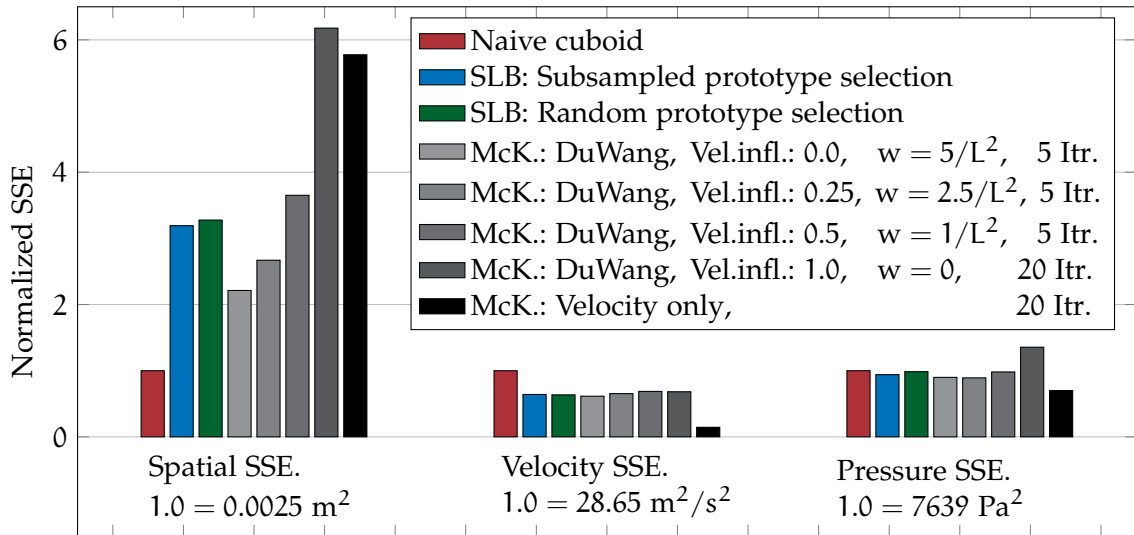 Normalized SSE
6
4
2
0
Naive cuboid
SLB: Subsampled prototype selection
SLB: Random prototype selection
McK.: DuWang, Vel.infl.: 0.0, w = 5/L², 5 Itr.
McK.: DuWang, Vel.infl.: 0.25, w = 2.5/L², 5 Itr.
McK.: DuWang, Vel.infl.: 0.5, w = 1/L², 5 Itr.
McK.: DuWang, Vel.infl.: 1.0, w = 0, 20 Itr.
McK.: Velocity only, 20 Itr.
Spatial SSE.
1.0 = 0.0025 m²
Velocity SSE.
1.0 = 28.65 m²/s²
Pressure SSE.
1.0 = 7639 Pa²